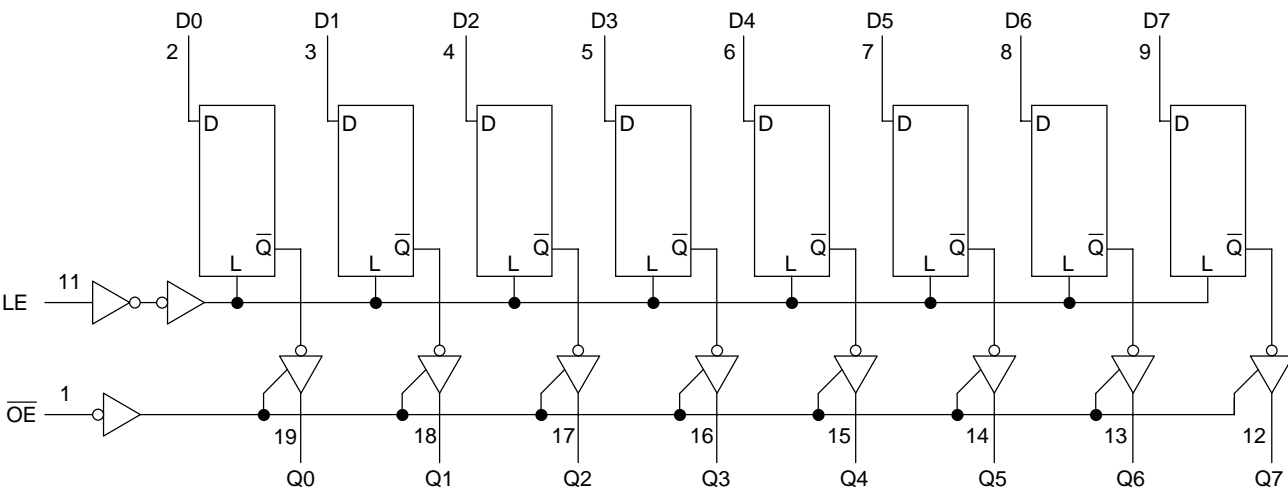 D0 D1 D2 D3 D4 D5 D6 D7
2 3 4 5 6 7 8 9
D D D D D D D D
Q̅ Q̅ Q̅ Q̅ Q̅ Q̅ Q̅ Q̅
L L L L L L L L
11
LE
1
O̅E̅
19 18 17 16 15 14 13 12
Q0 Q1 Q2 Q3 Q4 Q5 Q6 Q7